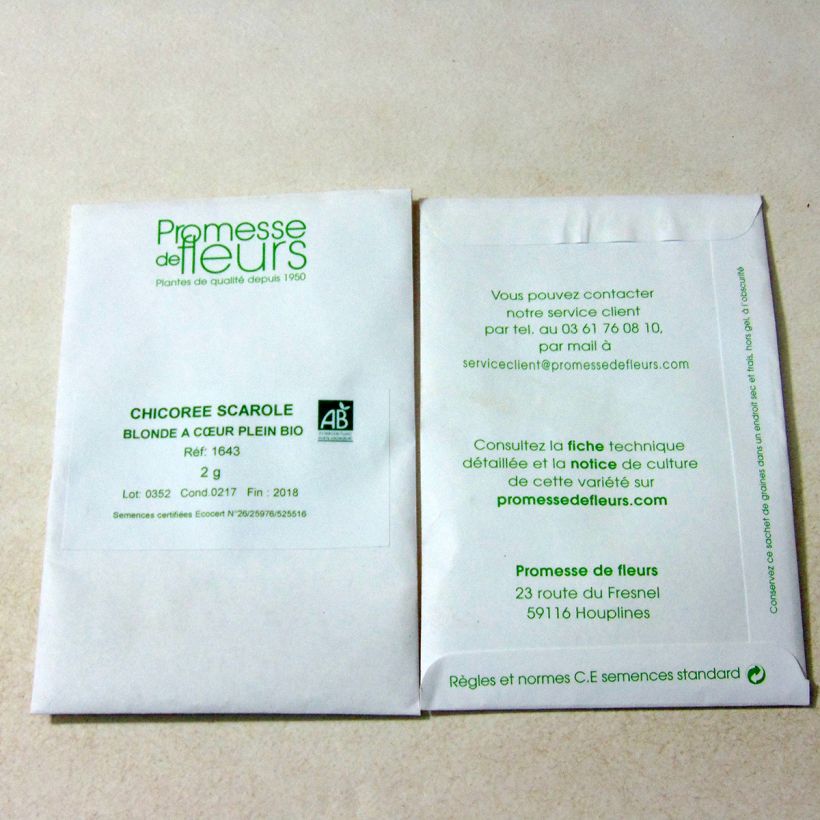 Promesse
de fleurs
Plantes de qualité depuis 1950
CHICOREE SCAROLE
BLONDE A CŒUR PLEIN BIO
Réf: 1643
2 g
Lot: 0352 Cond.0217 Fin : 2018
Semences certifiées Ecocert N°26/25976/525516
AB
Vous pouvez contacter
notre service client
par tel. au 03 61 76 08 10,
par mail à
serviceclient@promessedefleurs.com
Consultez la fiche technique
détaillée et la notice de culture
de cette variété sur
promessedefleurs.com
Promesse de fleurs
23 route du Fresnel
59116 Houplines
Règles et normes C.E semences standard
Conservez ce sachet de graines dans un endroit sec et frais, hors gel, à l'obscurité